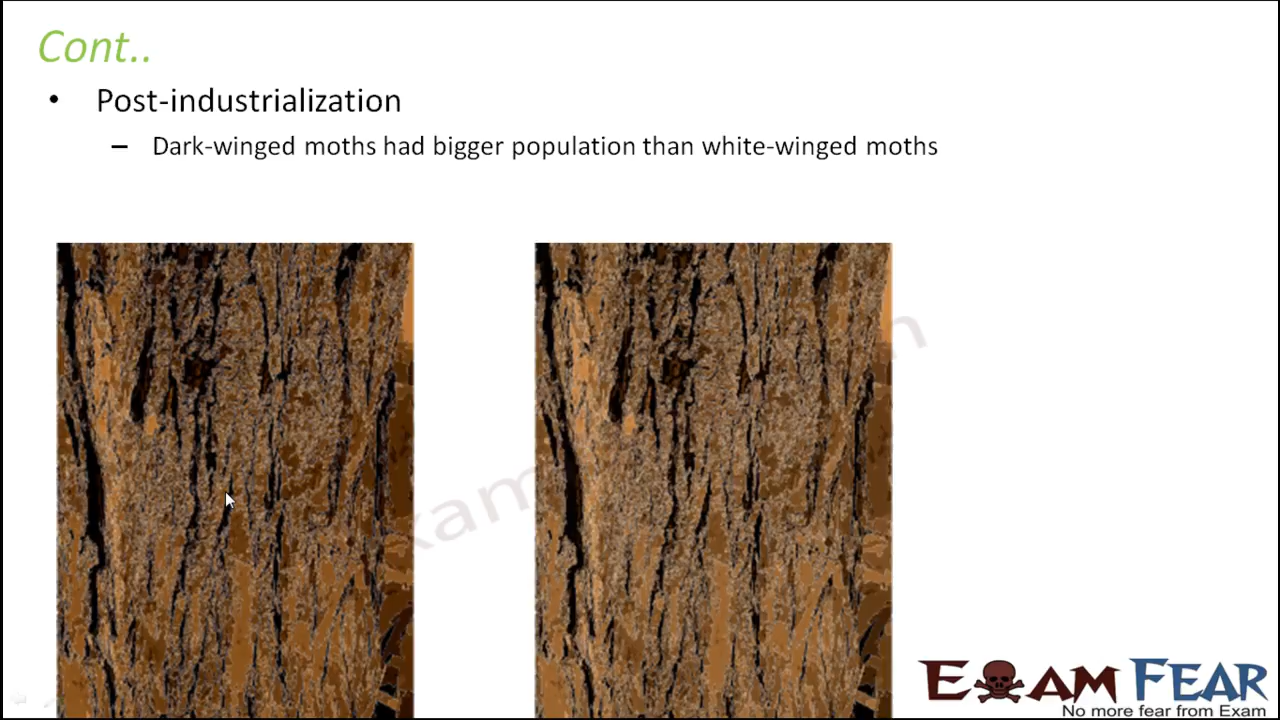 Cont..
• Post-industrialization
– Dark-winged moths had bigger population than white-winged moths
EXAM FEAR
No more fear from Exam